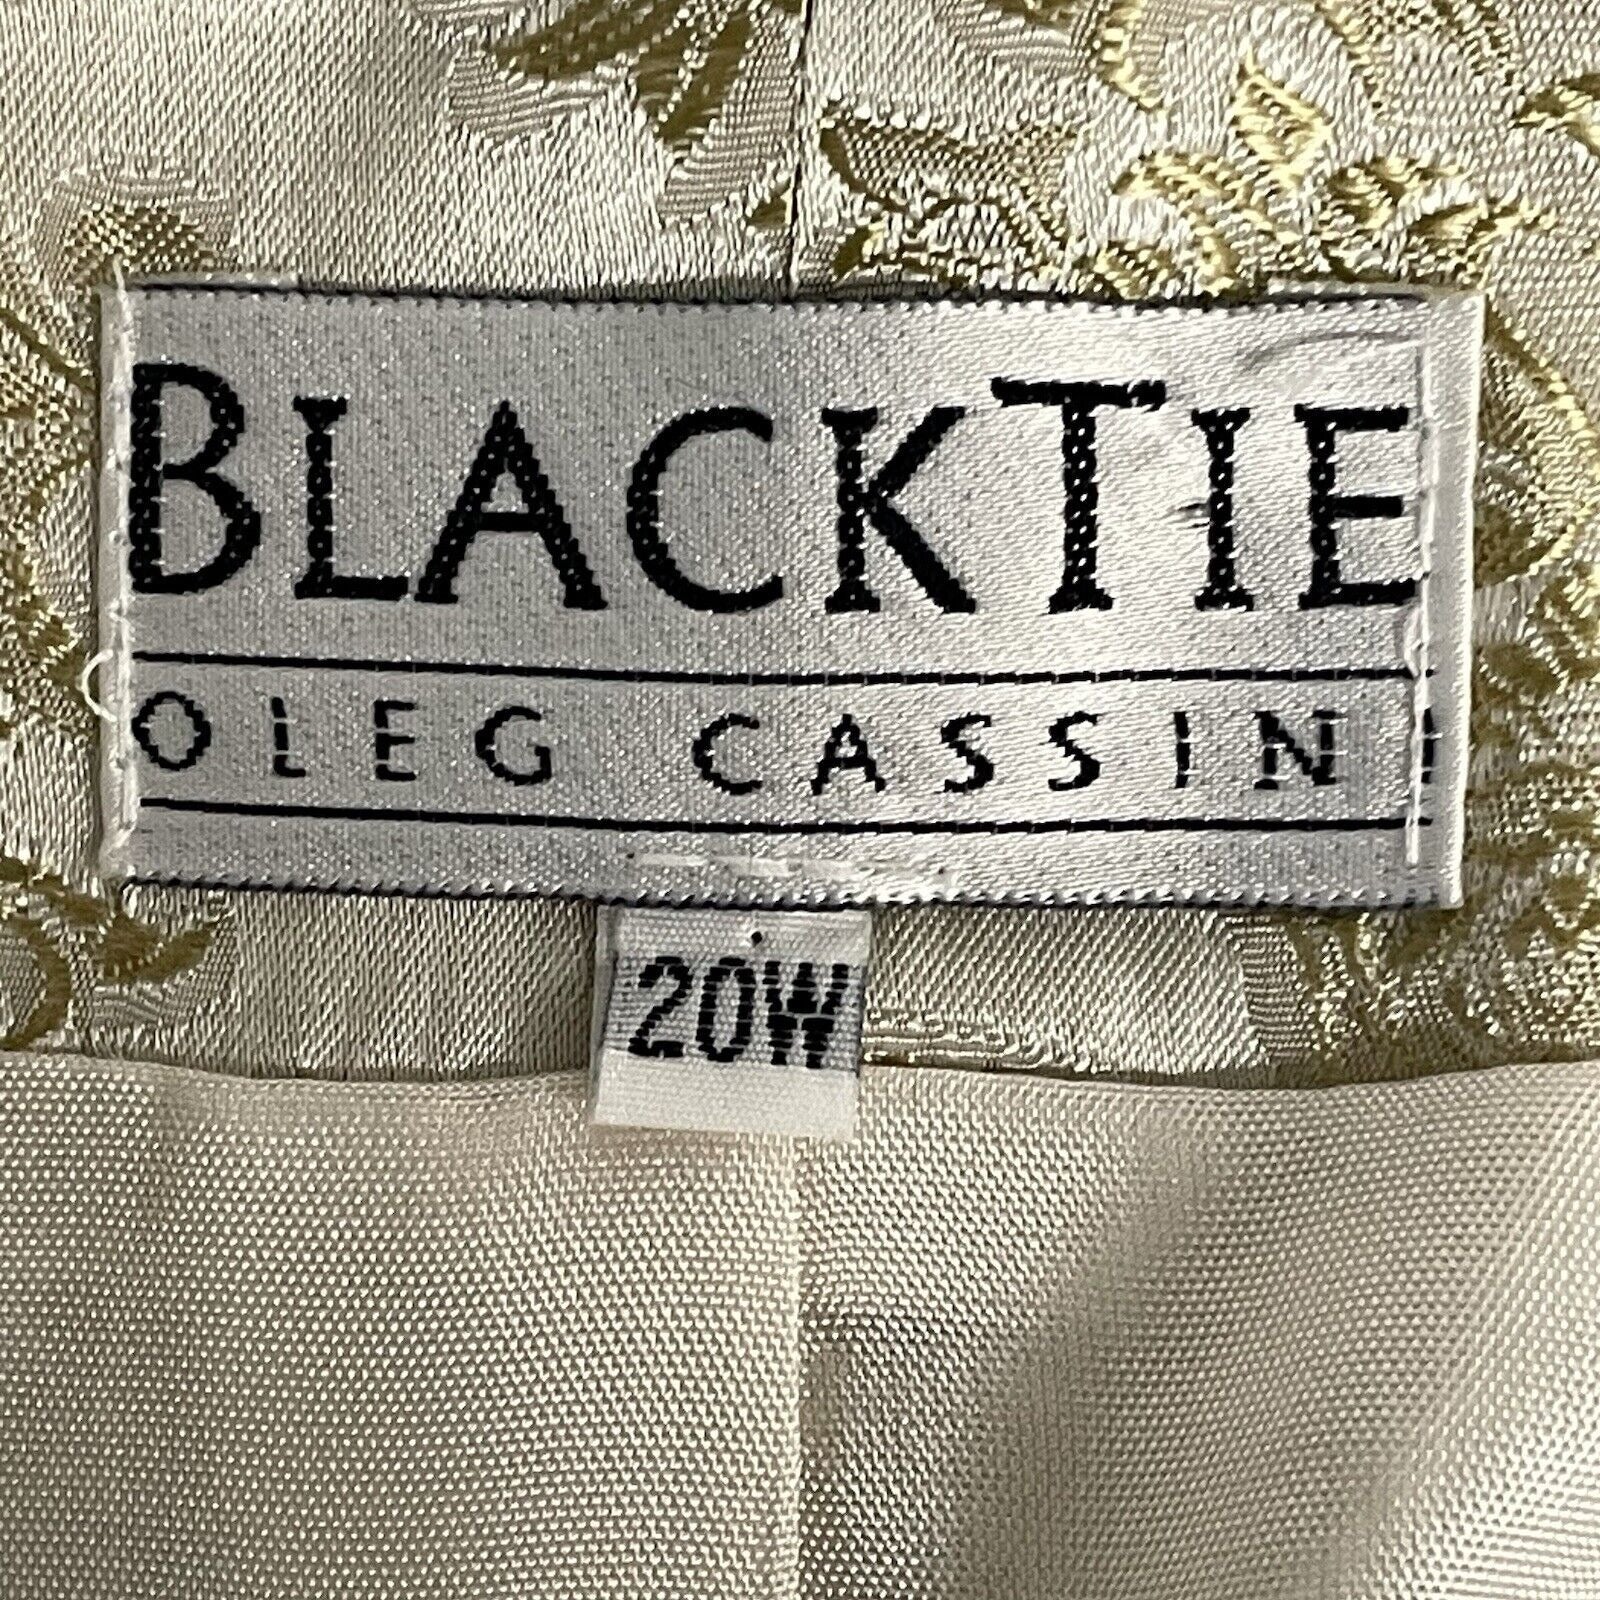 BLACKTIE
OLEG CASSINI
20W